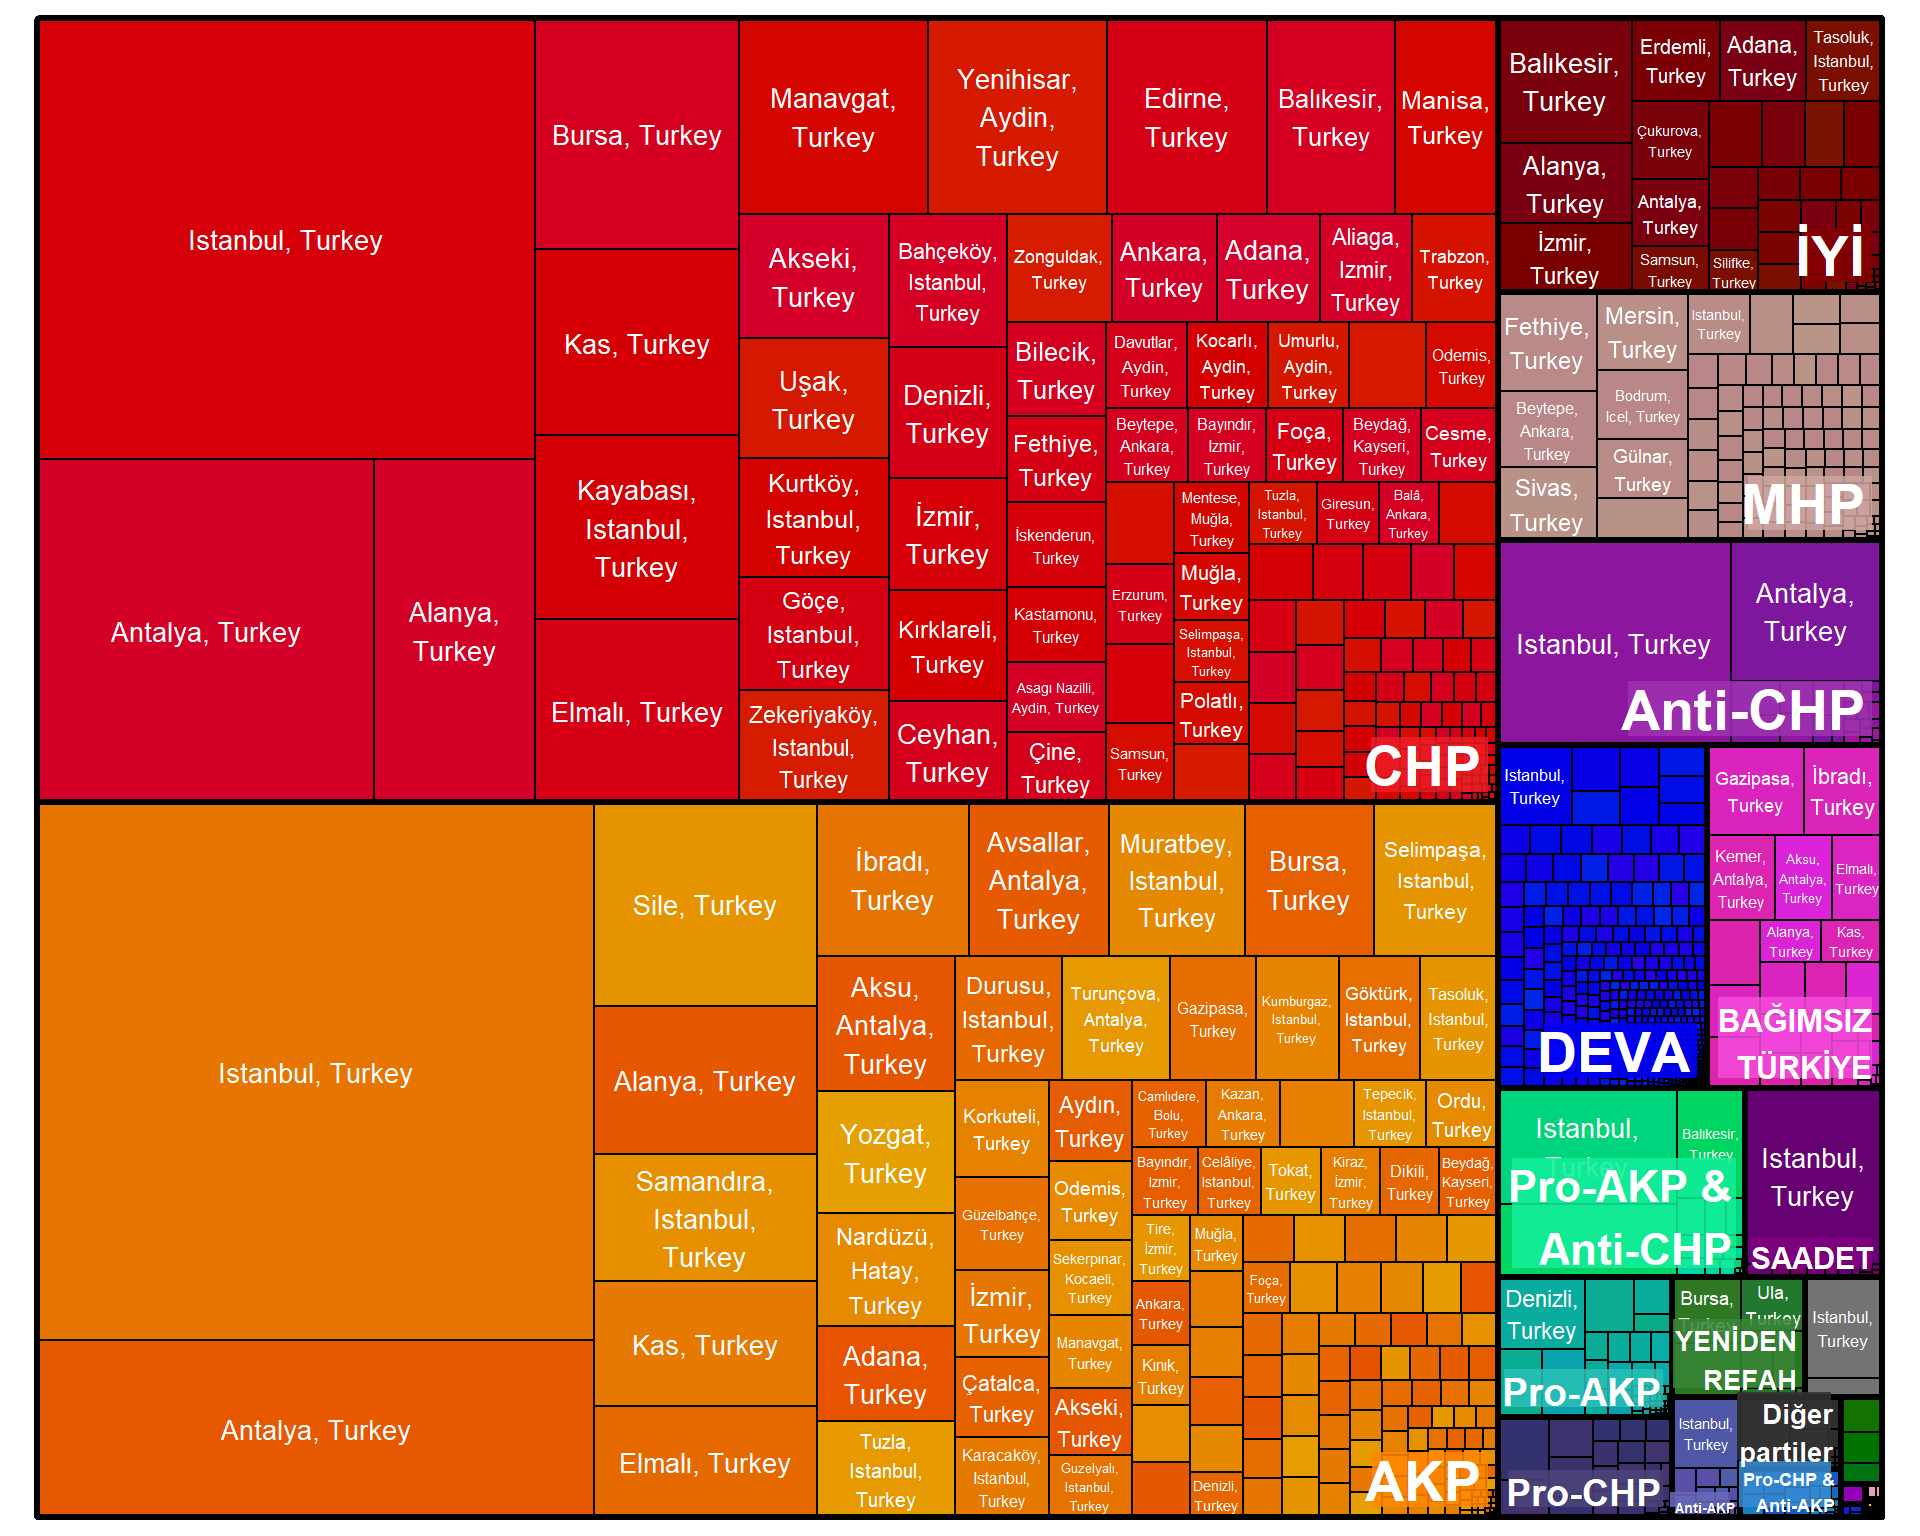 Istanbul, Turkey
Antalya, Turkey
Alanya,
Turkey
Bursa, Turkey
Kas, Turkey
Kayabası,
Istanbul,
Turkey
Elmalı, Turkey
Manavgat,
Turkey
Yenihisar,
Aydin,
Turkey
Edirne,
Turkey
Balıkesir,
Turkey
Manisa,
Turkey
Akseki,
Turkey
Uşak,
Turkey
Kurtköy,
Istanbul,
Turkey
Göçe,
Istanbul,
Turkey
Zekeriyaköy,
Istanbul,
Turkey
Bahçeköy,
Istanbul,
Turkey
Denizli,
Turkey
İzmir,
Turkey
Kırklareli,
Turkey
Ceyhan,
Turkey
Zonguldak,
Turkey
Ankara,
Turkey
Adana,
Turkey
Aliaga,
Izmir,
Turkey
Trabzon,
Turkey
Bilecik,
Turkey
Fethiye,
Turkey
İskenderun,
Turkey
Kastamonu,
Turkey
Asagı Nazilli,
Aydin, Turkey
Çine,
Turkey
Davutlar,
Aydin,
Turkey
Kocarlı,
Aydin,
Turkey
Umurlu,
Aydin,
Turkey
Odemis,
Turkey
Beytepe,
Ankara,
Turkey
Bayındır,
Izmir,
Turkey
Foça,
Turkey
Beydağ,
Kayseri,
Turkey
Cesme,
Turkey
Mentese,
Muğla,
Turkey
Tuzla,
Istanbul,
Turkey
Giresun,
Turkey
Balâ,
Ankara,
Turkey
Erzurum,
Turkey
Muğla,
Turkey
Selimpaşa,
Istanbul,
Turkey
Polatlı,
Turkey
Samsun,
Turkey
CHP
Istanbul, Turkey
Antalya, Turkey
Sile, Turkey
Alanya, Turkey
Samandıra,
Istanbul,
Turkey
Kas, Turkey
Elmalı, Turkey
İbradı,
Turkey
Avsallar,
Antalya,
Turkey
Muratbey,
Istanbul,
Turkey
Bursa,
Turkey
Selimpaşa,
Istanbul,
Turkey
Aksu,
Antalya,
Turkey
Yozgat,
Turkey
Nardüzü,
Hatay,
Turkey
Adana,
Turkey
Tuzla,
Istanbul,
Turkey
Durusu,
Istanbul,
Turkey
Turunçova,
Antalya,
Turkey
Gazipasa,
Turkey
Kumburgaz,
Istanbul,
Turkey
Göktürk,
Istanbul,
Turkey
Tasoluk,
Istanbul,
Turkey
Korkuteli,
Turkey
Güzelbahçe,
Turkey
İzmir,
Turkey
Çatalca,
Turkey
Karacaköy,
Istanbul,
Turkey
Aydın,
Turkey
Odemis,
Turkey
Sekerpınar,
Kocaeli,
Turkey
Manavgat,
Turkey
Akseki,
Turkey
Guzelyalı,
Istanbul,
Turkey
Camlıdere,
Bolu,
Turkey
Kazan,
Ankara,
Turkey
Tepecik,
Istanbul,
Turkey
Ordu,
Turkey
Bayındır,
Izmir,
Turkey
Celâliye,
Istanbul,
Turkey
Tokat,
Turkey
Kiraz,
İzmir,
Turkey
Dikili,
Turkey
Beydağ,
Kayseri,
Turkey
Tire,
İzmir,
Turkey
Muğla,
Turkey
Ankara,
Turkey
Foça,
Turkey
Kınık,
Turkey
Denizli,
Turkey
AKP
Balıkesir,
Turkey
Alanya,
Turkey
İzmir,
Turkey
Erdemli,
Turkey
Adana,
Turkey
Tasoluk,
Istanbul,
Turkey
Çukurova,
Turkey
Antalya,
Turkey
Samsun,
Turkey
Silifke,
Turkey
İYİ
Fethiye,
Turkey
Beytepe,
Ankara,
Turkey
Sivas,
Turkey
Mersin,
Turkey
Bodrum,
Icel, Turkey
Gülnar,
Turkey
Istanbul,
Turkey
MHP
Istanbul, Turkey
Antalya,
Turkey
Anti-CHP
Istanbul,
Turkey
DEVA
Gazipasa,
Turkey
İbradı,
Turkey
Kemer,
Antalya,
Turkey
Aksu,
Antalya,
Turkey
Elmalı,
Turkey
Alanya,
Turkey
Kas,
Turkey
BAĞIMSIZ
TÜRKİYE
Istanbul,
Turkey
Balıkesir,
Turkey
Pro-AKP &
Anti-CHP
Istanbul,
Turkey
SAADET
Denizli,
Turkey
Pro-AKP
Bursa,
Turkey
Ula,
Turkey
YENİDEN
REFAH
Istanbul,
Turkey
Pro-CHP
Istanbul,
Turkey
Anti-AKP
Diğer
partiler
Pro-CHP &
Anti-AKP